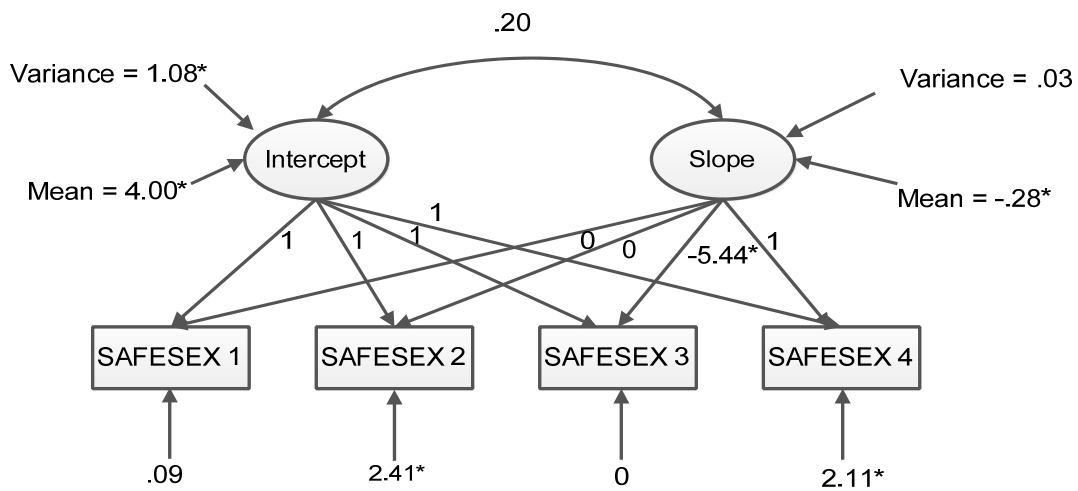 .20
Variance = 1.08*
Variance = .03
Intercept
Slope
Mean = 4.00*
Mean = -.28*
1
1
1
1
0
0
-5.44*
1
SAFESEX 1
SAFESEX 2
SAFESEX 3
SAFESEX 4
.09
2.41*
0
2.11*